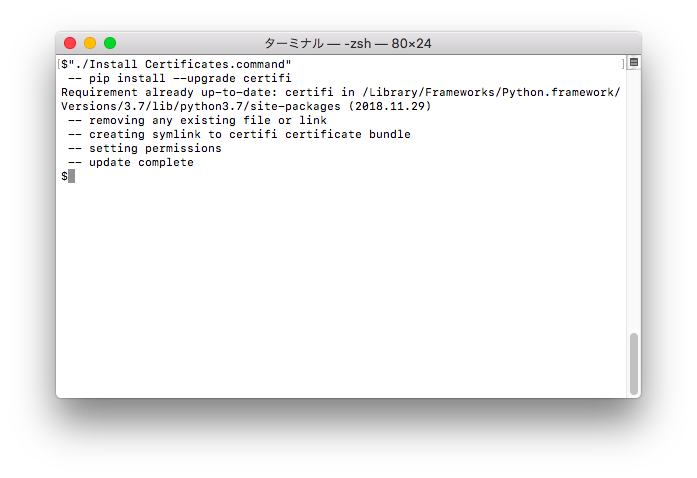 ターミナル — -zsh — 80×24
[$"./Install Certificates.command" ]
 -- pip install --upgrade certifi
Requirement already up-to-date: certifi in /Library/Frameworks/Python.framework/
Versions/3.7/lib/python3.7/site-packages (2018.11.29)
 -- removing any existing file or link
 -- creating symlink to certifi certificate bundle
 -- setting permissions
 -- update complete
$